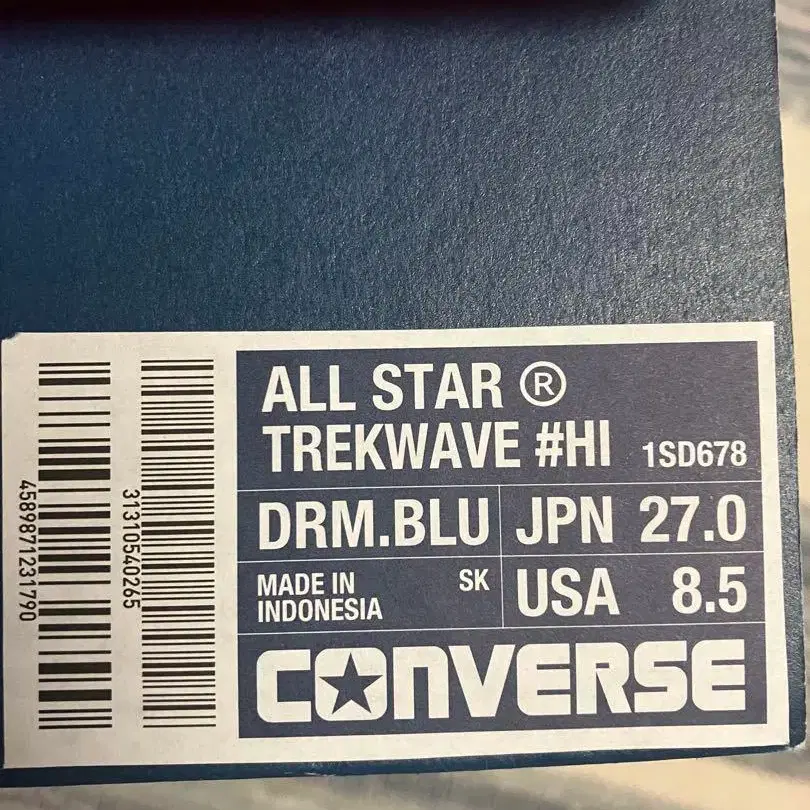 ALL STAR ®
TREKWAVE #HI 1SD678
DRM.BLU JPN 27.0
MADE IN
INDONESIA
SK
USA 8.5
CONVERSE
4589871231790
31310540265